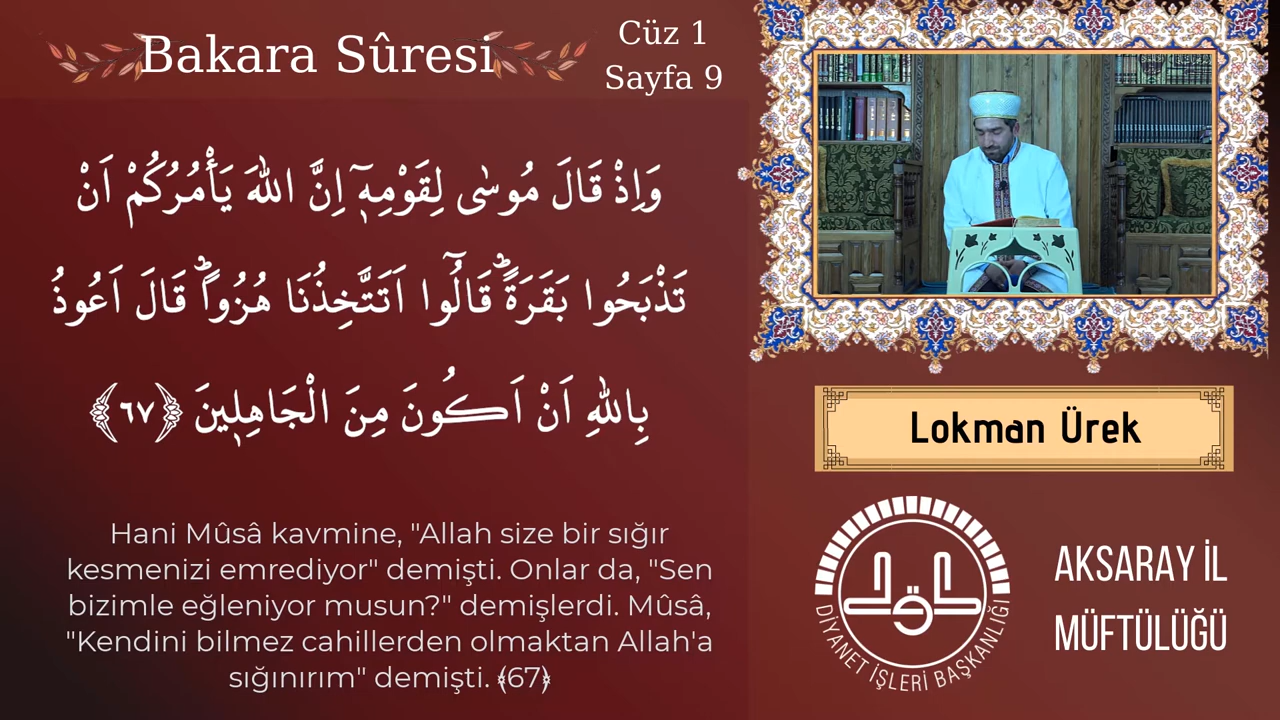 Bakara Sûresi
Cüz 1
Sayfa 9
وَاِذْ قَالَ مُوسٰى لِقَوْمِه۪ٓ اِنَّ اللّٰهَ يَأْمُرُكُمْ اَنْ
تَذْبَحُوا بَقَرَةًۜ قَالُٓوا اَتَتَّخِذُنَا هُزُواًۜ قَالَ اَعُوذُ
بِاللّٰهِ اَنْ اَكُونَ مِنَ الْجَاهِل۪ينَ ﴿٦٧﴾
Hani Mûsâ kavmine, "Allah size bir sığır
kesmenizi emrediyor" demişti. Onlar da, "Sen
bizimle eğleniyor musun?" demişlerdi. Mûsâ,
"Kendini bilmez cahillerden olmaktan Allah'a
sığınırım" demişti. ﴾67﴿
Lokman Ürek
DİYANET İŞLERİ BAŞKANLIĞI
AKSARAY İL
MÜFTÜLÜĞÜ